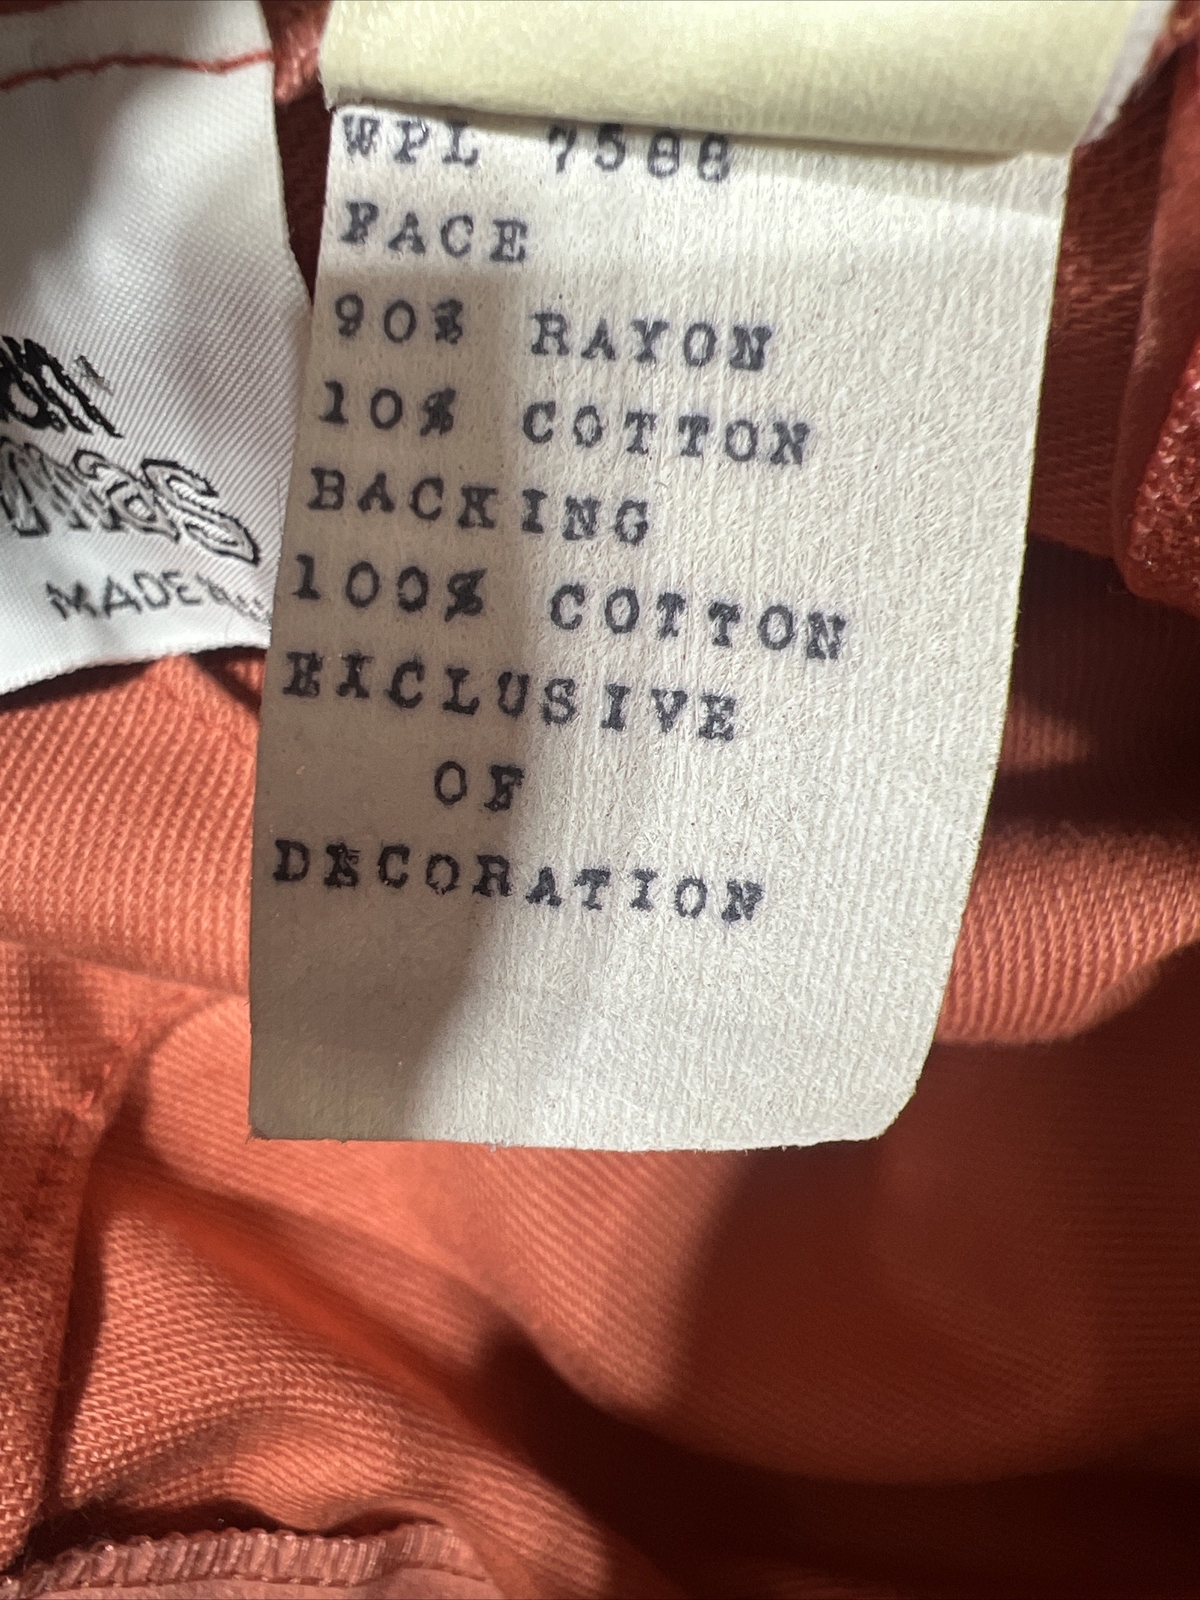 WPL 7588
FACE
90% RAYON
10% COTTON
BACKING
100% COTTON
EXCLUSIVE
OF
DECORATION
MADE